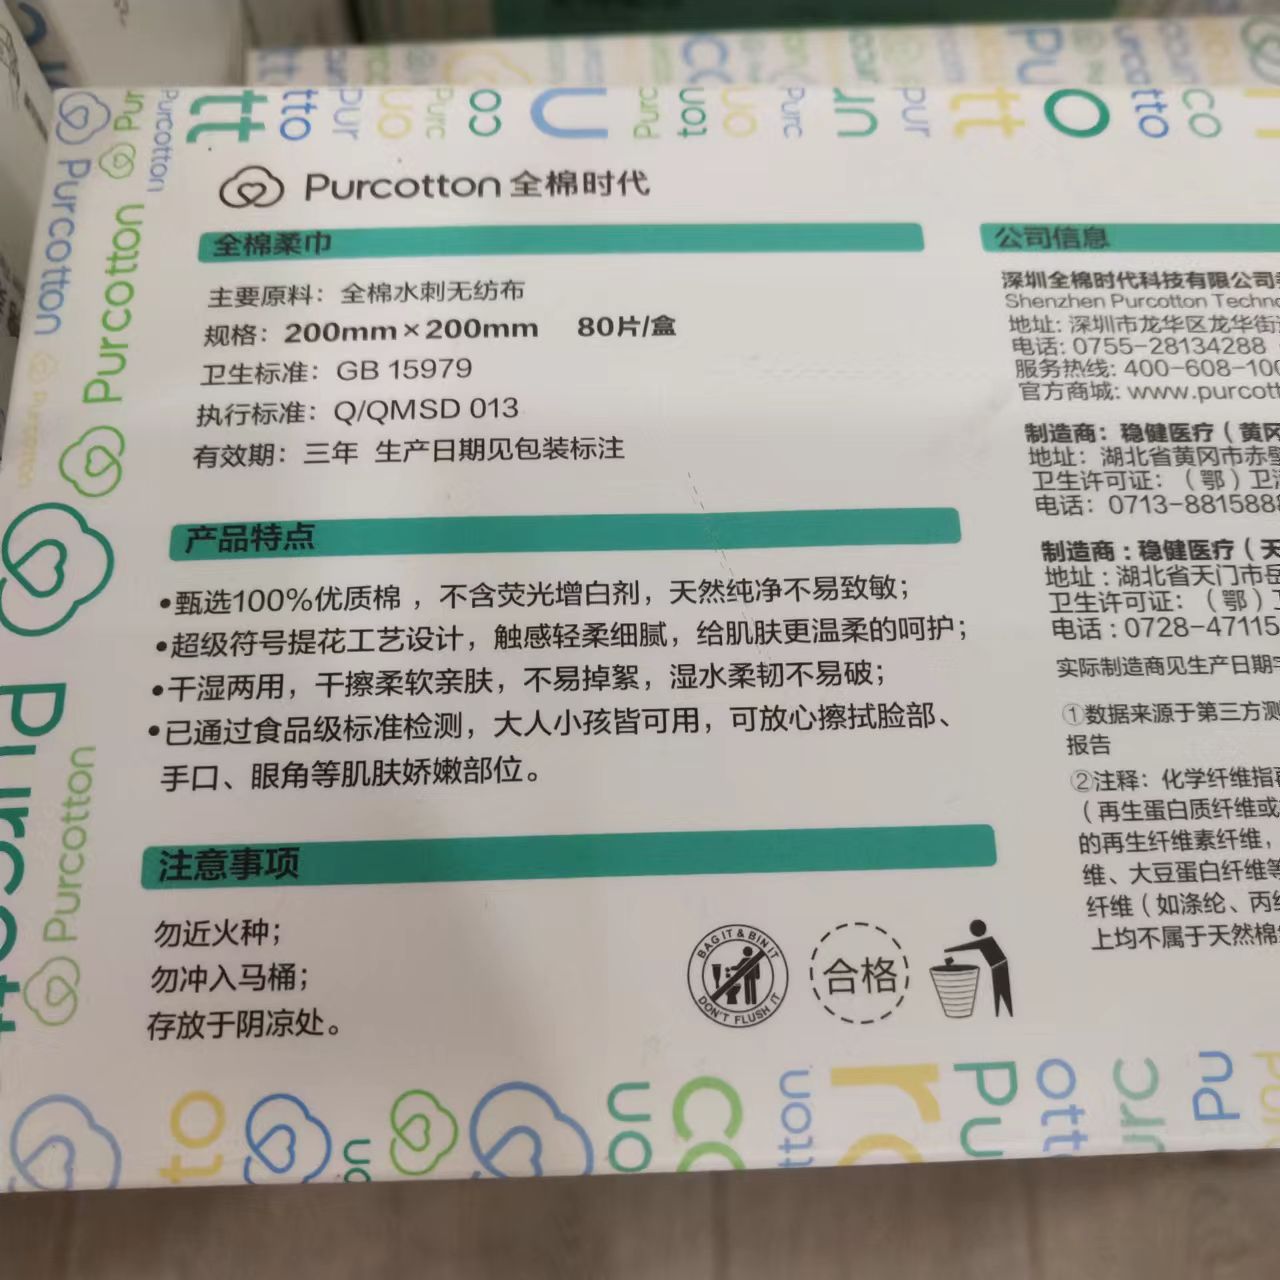 Purcotton 全棉时代
全棉柔巾
主要原料：全棉水刺无纺布
规格：200mm×200mm 80片/盒
卫生标准：GB 15979
执行标准：Q/QMSD 013
有效期：三年 生产日期见包装标注
产品特点
•甄选100%优质棉，不含荧光增白剂，天然纯净不易致敏；
•超级符号提花工艺设计，触感轻柔细腻，给肌肤更温柔的呵护；
•干湿两用，干擦柔软亲肤，不易掉絮，湿水柔韧不易破；
•已通过食品级标准检测，大人小孩皆可用，可放心擦拭脸部、
手口、眼角等肌肤娇嫩部位。
注意事项
勿近火种；
勿冲入马桶；
存放于阴凉处。
BAG IT & BIN IT
DON'T FLUSH IT
合格
公司信息
深圳全棉时代科技有限公司
Shenzhen Purcotton Techno
地址：深圳市龙华区龙华街
电话：0755-28134288
服务热线：400-608-100
官方商城：www.purcott
制造商：稳健医疗（黄冈
地址：湖北省黄冈市赤壁
卫生许可证：（鄂）卫消
电话：0713-8815888
制造商：稳健医疗（天
地址：湖北省天门市岳
卫生许可证：（鄂）
电话：0728-47115
实际制造商见生产日期
①数据来源于第三方测
报告
②注释：化学纤维指
（再生蛋白质纤维或
的再生纤维素纤维，
维、大豆蛋白纤维等
纤维（如涤纶、丙纶
上均不属于天然棉
Purcotton
Purcotton
Purcotton
Purcotton